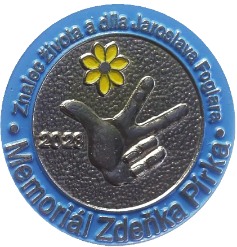 Znalec života a díla Jaroslava Foglara
2023
Memoriál Zdeňka Pírka